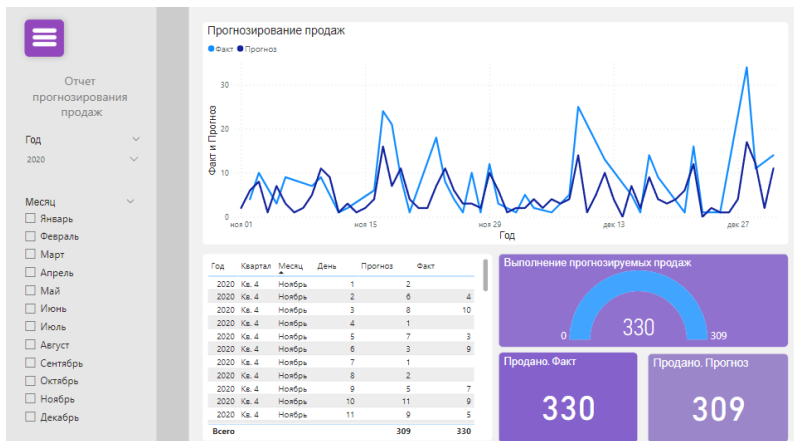 Отчет
прогнозирования
продаж
Год
2020
Месяц
Январь
Февраль
Март
Апрель
Май
Июнь
Июль
Август
Сентябрь
Октябрь
Ноябрь
Декабрь
Прогнозирование продаж
Факт Прогноз
Факт и Прогноз
30
20
10
0
ноя 01 ноя 15 ноя 29 дек 13 дек 27
Год
Год Квартал Месяц День Прогноз Факт
2020 Кв. 4 Ноябрь 1 2
2020 Кв. 4 Ноябрь 2 6 4
2020 Кв. 4 Ноябрь 3 8 10
2020 Кв. 4 Ноябрь 4 1
2020 Кв. 4 Ноябрь 5 7 3
2020 Кв. 4 Ноябрь 6 3 9
2020 Кв. 4 Ноябрь 7 1
2020 Кв. 4 Ноябрь 8 2
2020 Кв. 4 Ноябрь 9 5 7
2020 Кв. 4 Ноябрь 10 11 9
2020 Кв. 4 Ноябрь 11 9 5
Всего 309 330
Выполнение прогнозируемых продаж
0 330 309
Продано. Факт
330
Продано. Прогноз
309